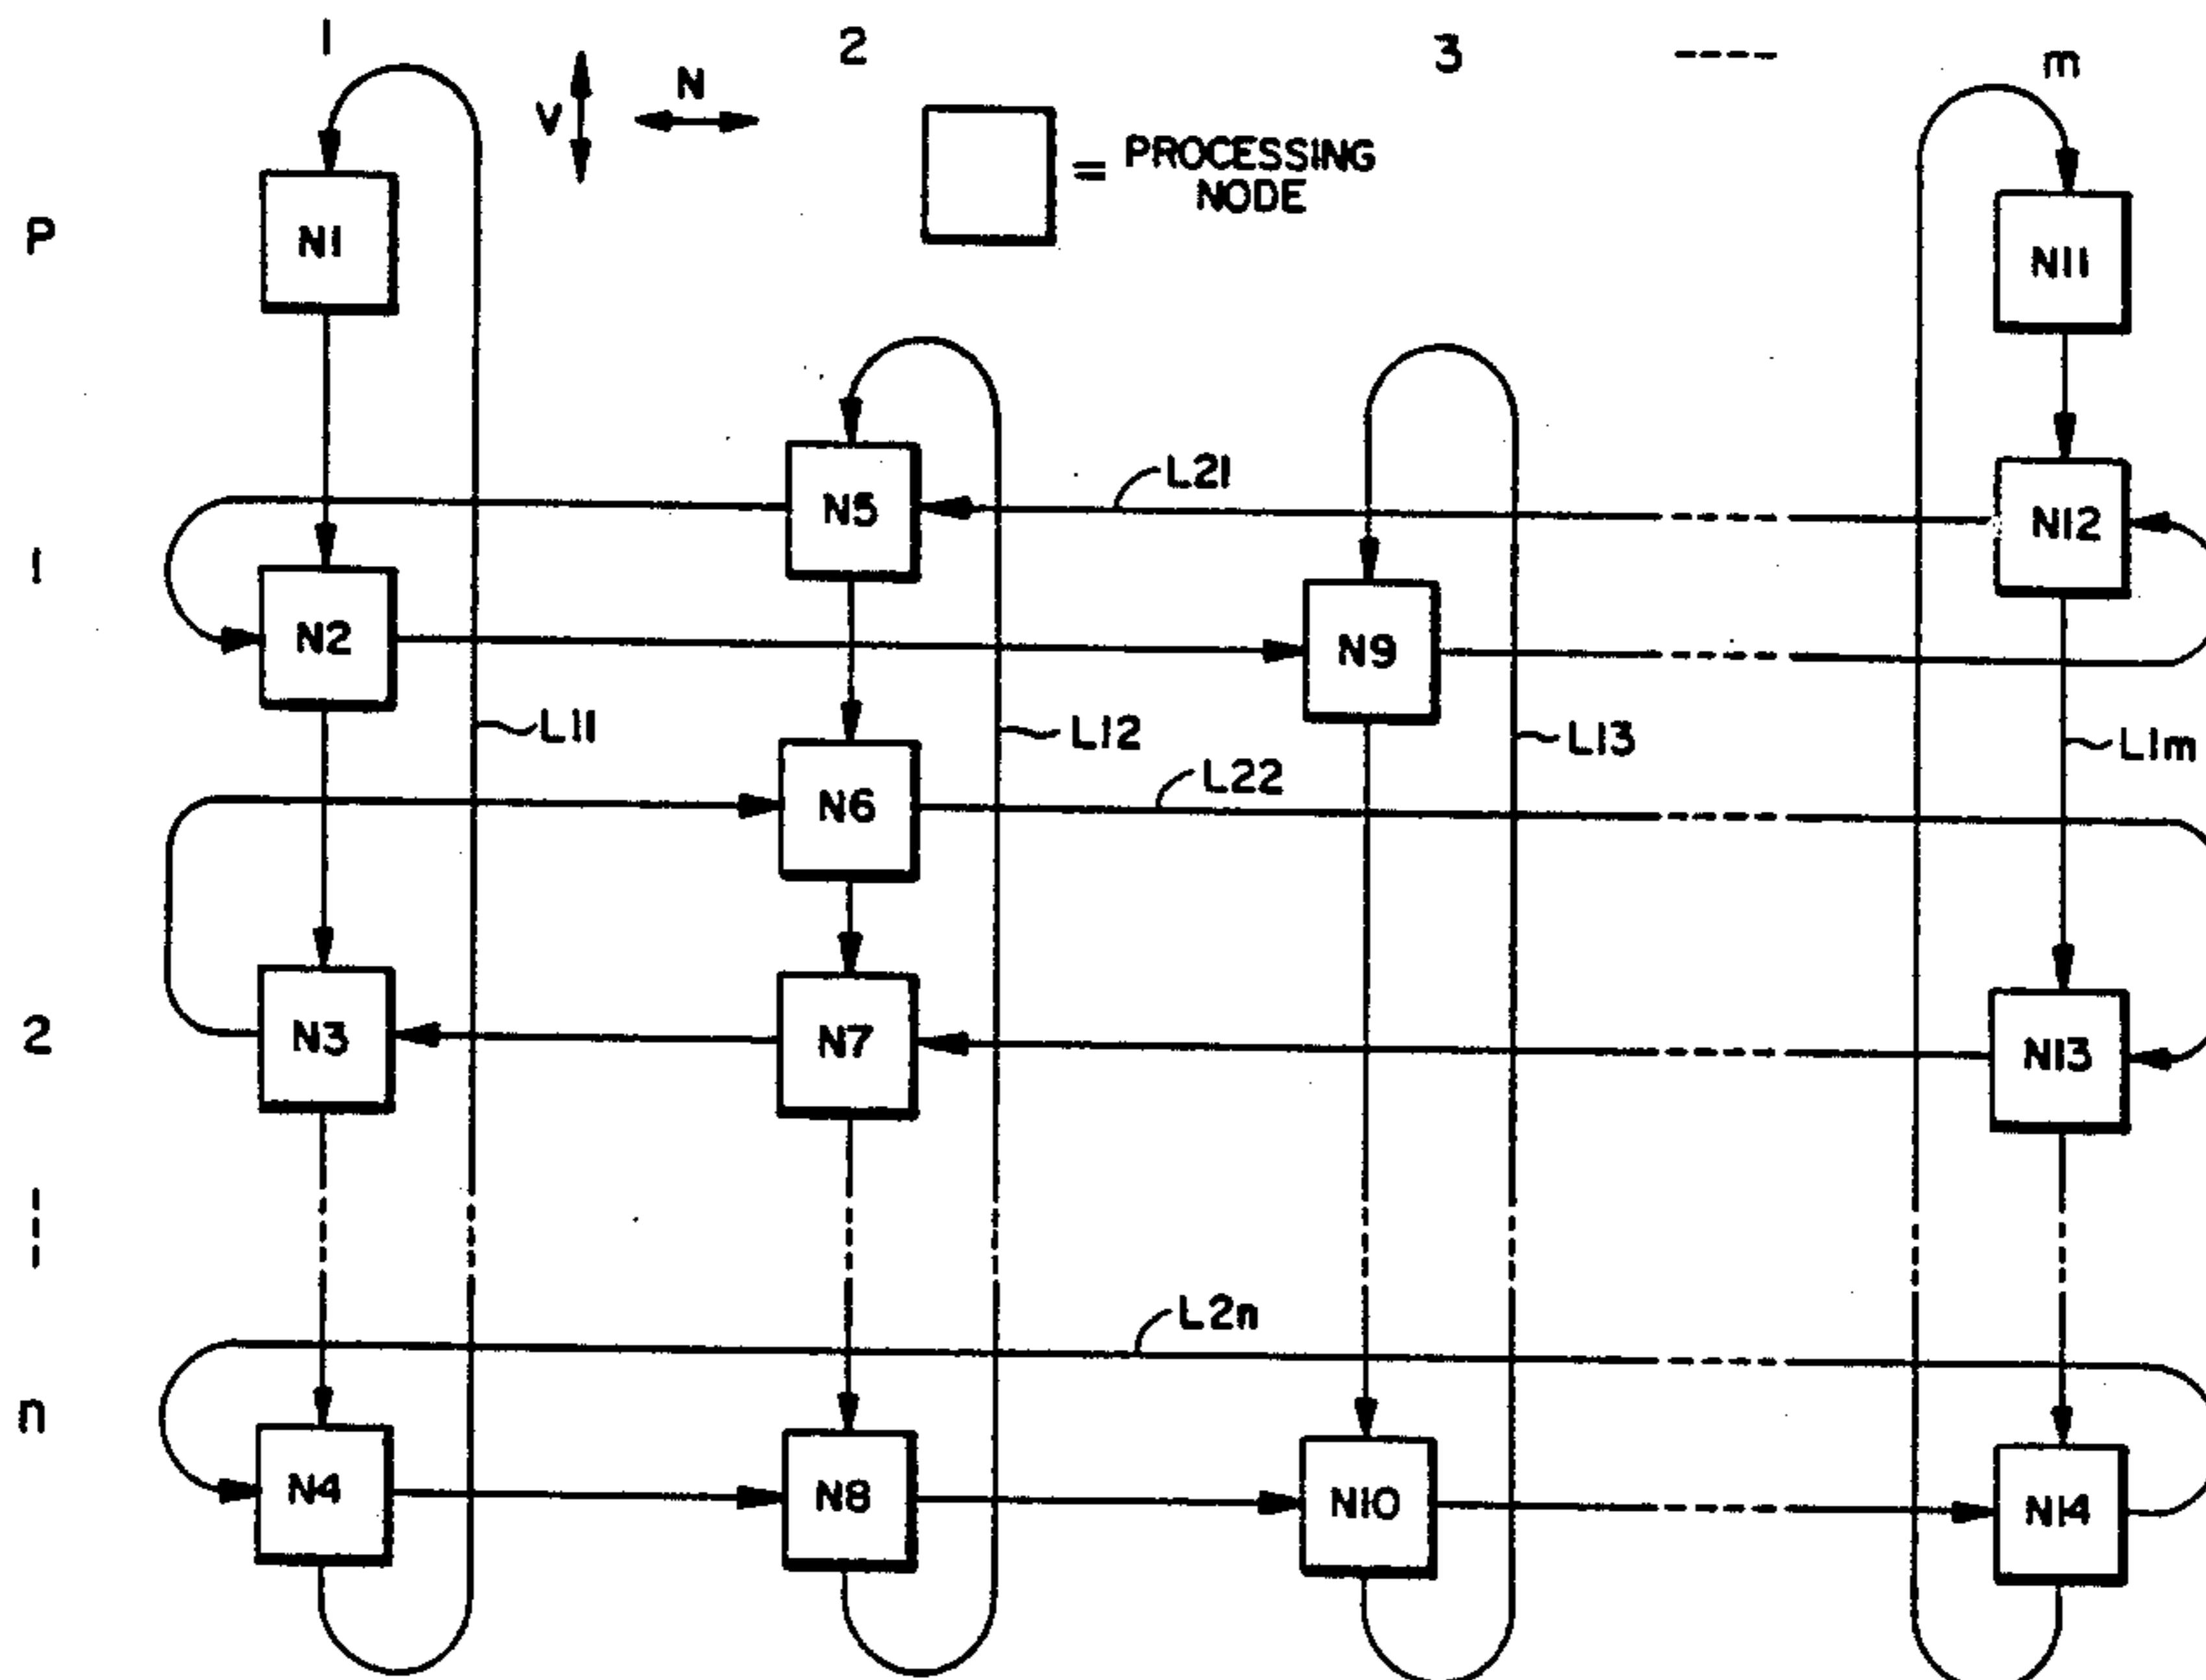 1 2 3 ---- m
V N
= PROCESSING
NODE
P N1 N11
L21
N5 N12
1 N2 N9
L11 L12 L13 L1m
L22
N6
2 N3 N7 N13
L2n
n
N4 N8 N10 N14